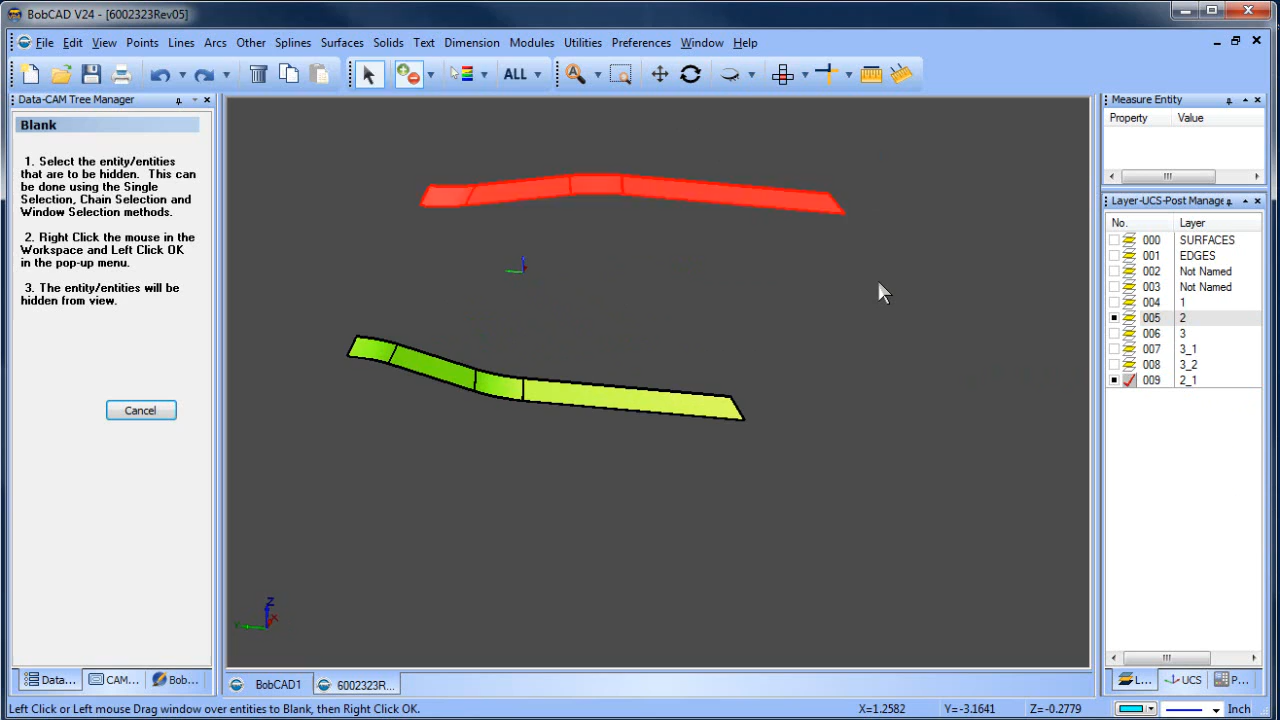 BobCAD V24 - [6002323Rev05]
File Edit View Points Lines Arcs Other Splines Surfaces Solids Text Dimension Modules Utilities Preferences Window Help
ALL
Data-CAM Tree Manager
Blank
1. Select the entity/entities
that are to be hidden. This can
be done using the Single
Selection, Chain Selection and
Window Selection methods.
2. Right Click the mouse in the
Workspace and Left Click OK
in the pop-up menu.
3. The entity/entities will be
hidden from view.
Cancel
Data... CAM... Bob...
Z
Y X
BobCAD1 6002323R...
Measure Entity
Property Value
Layer-UCS-Post Manage
No. Layer
000 SURFACES
001 EDGES
002 Not Named
003 Not Named
004 1
005 2
006 3
007 3_1
008 3_2
009 2_1
L... UCS P...
Left Click or Left mouse Drag window over entities to Blank, then Right Click OK. X=1.2582 Y=-3.1641 Z=-0.2779 Inch